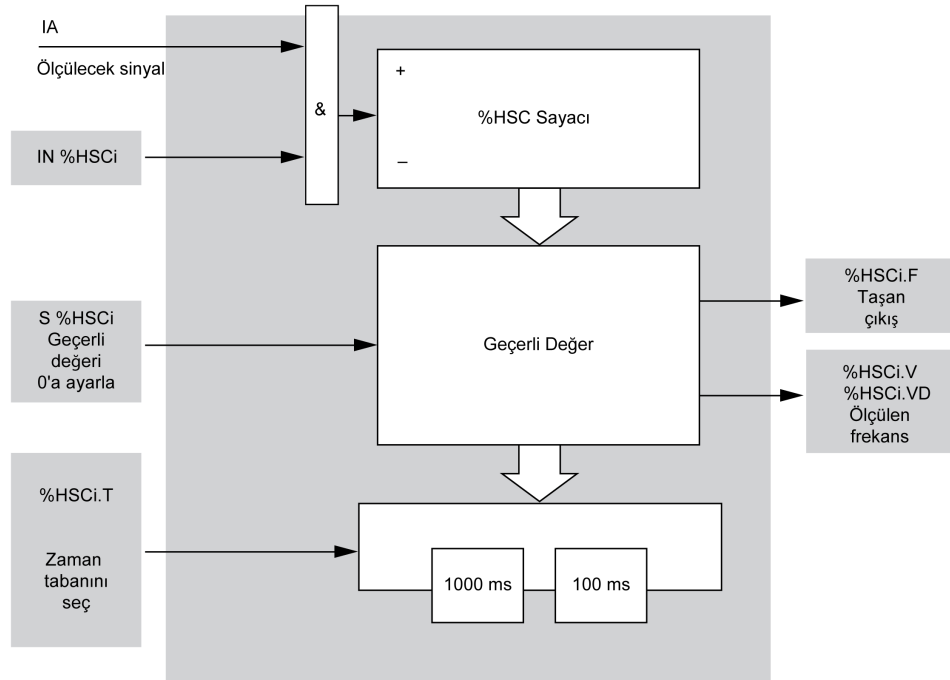 IA
Ölçülecek sinyal
&
+
%HSC Sayacı
–
IN %HSCi
S %HSCi
Geçerli
değeri
0'a ayarla
Geçerli Değer
%HSCi.F
Taşan
çıkış
%HSCi.V
%HSCi.VD
Ölçülen
frekans
%HSCi.T
Zaman
tabanını
seç
1000 ms
100 ms